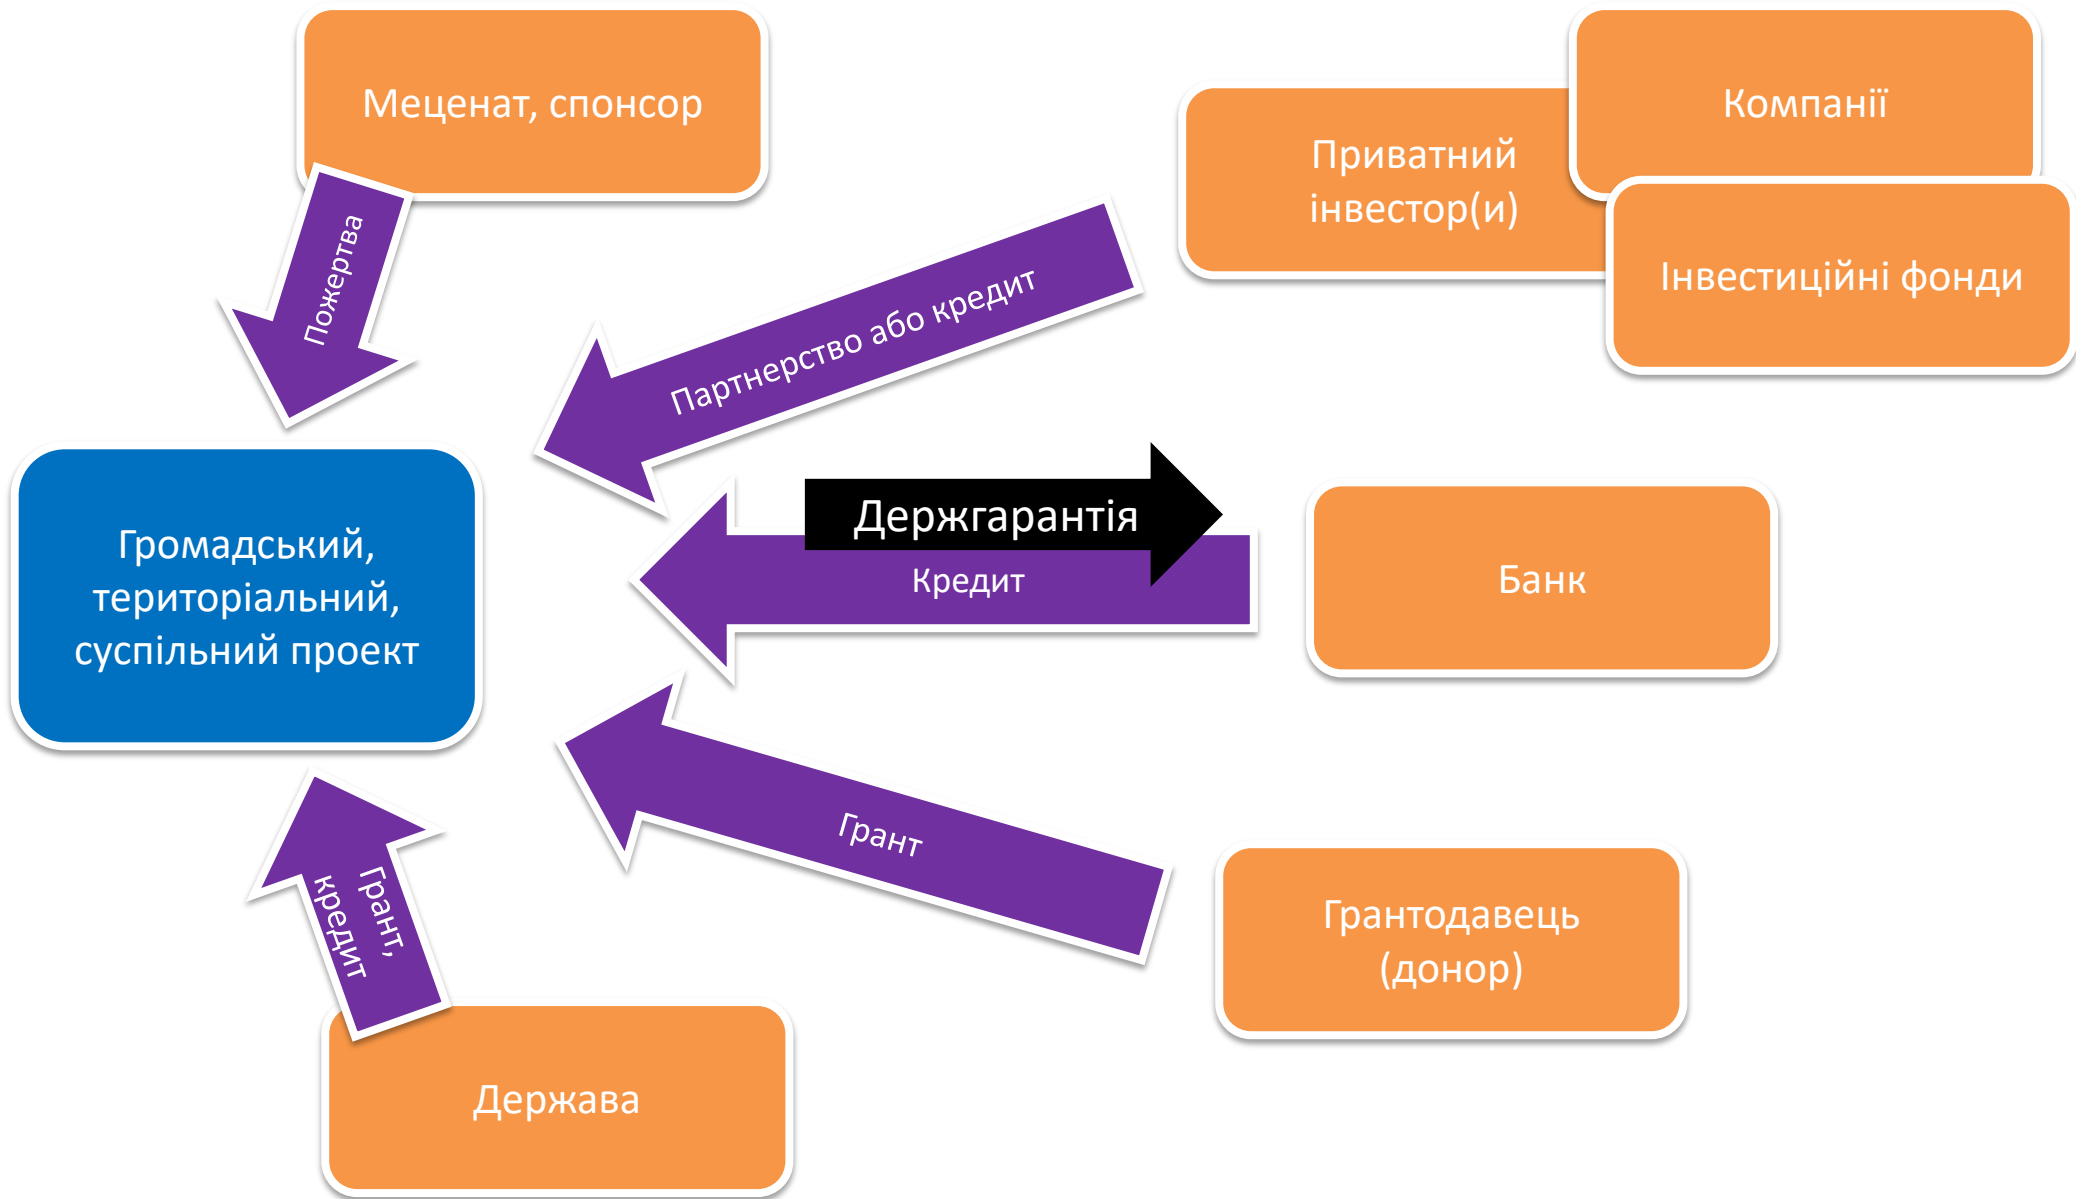 Меценат, спонсор
Компанії
Приватний
інвестор(и)
Інвестиційні фонди
Пожертва
Партнерство або кредит
Держгарантія
Кредит
Громадський,
територіальний,
суспільний проект
Банк
Грант
Грант,
кредит
Грантодавець
(донор)
Держава